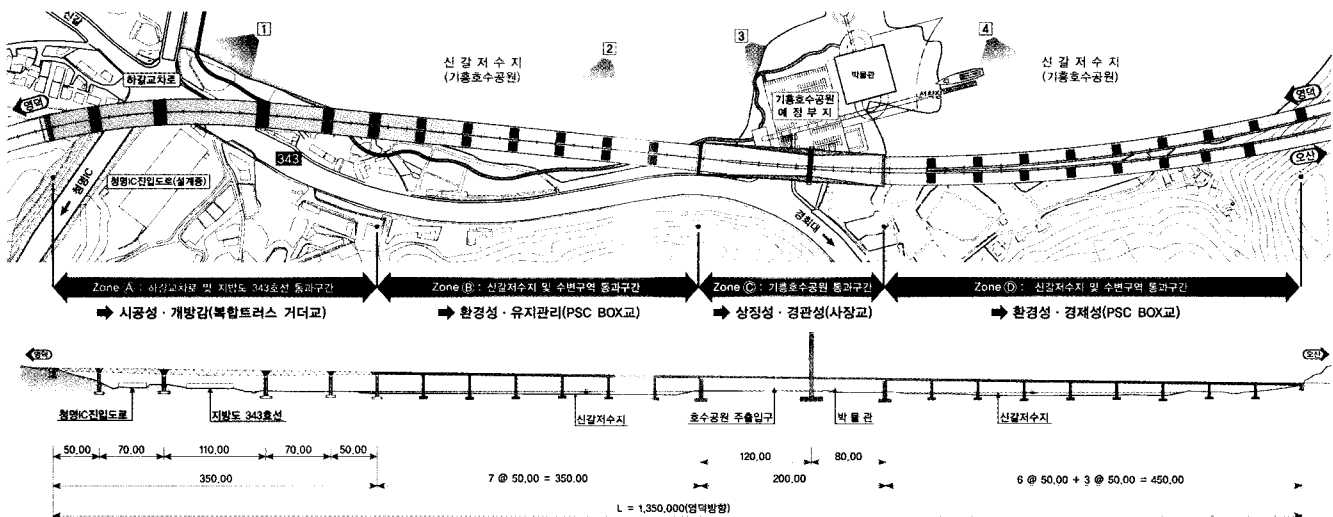 1
2
3
4
신갈저수지
(기흥호수공원)
신갈저수지
(기흥호수공원)
하갈교차로
박물관
선착장
기흥호수공원
예정부지
영덕
영덕
343
오산
청명IC
청명IC진입도로(설계중)
경희대
Zone Ⓐ : 하갈교차로 및 지방도 343호선 통과구간
Zone Ⓑ : 신갈저수지 및 수변구역 통과구간
Zone Ⓒ : 기흥호수공원 통과구간
Zone Ⓓ : 신갈저수지 및 수변구역 통과구간
시공성 · 개방감(복합트러스 거더교)
환경성 · 유지관리(PSC BOX교)
상징성 · 경관성(사장교)
환경성 · 경제성(PSC BOX교)
영덕
오산
청명IC진입도로
지방도 343호선
신갈저수지
호수공원 주출입구
박물관
신갈저수지
50,00
70,00
110,00
70,00
50,00
120,00
80,00
350,00
7 @ 50,00 = 350,00
200,00
6 @ 50,00 + 3 @ 50,00 = 450,00
L = 1,350,000(영덕방향)